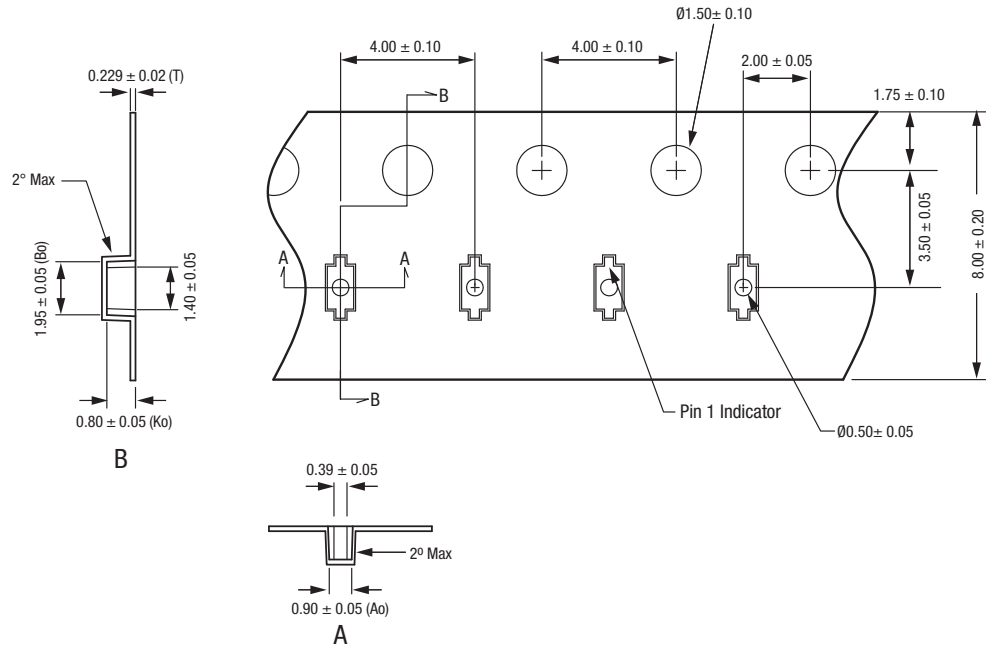 Ø1.50± 0.10
4.00 ± 0.10
4.00 ± 0.10
2.00 ± 0.05
0.229 ± 0.02 (T)
1.75 ± 0.10
B
2° Max
3.50 ± 0.05
8.00 ± 0.20
A
A
1.95 ± 0.05 (Bo)
1.40 ± 0.05
B
Pin 1 Indicator
0.80 ± 0.05 (Ko)
Ø0.50± 0.05
B
0.39 ± 0.05
2º Max
0.90 ± 0.05 (Ao)
A